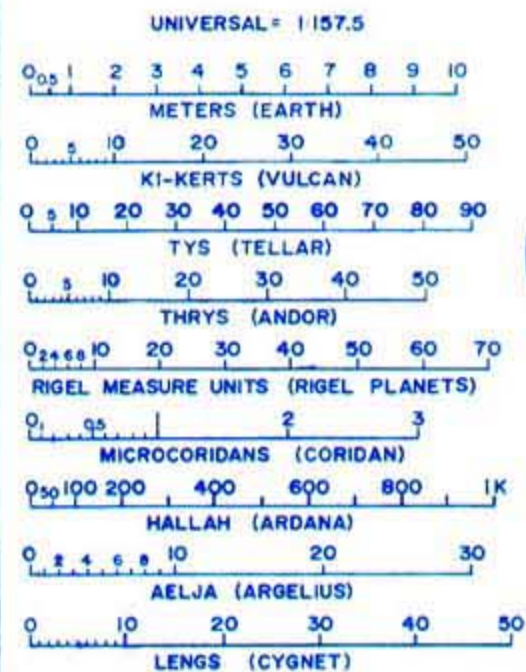 UNIVERSAL = 1:157.5
0 0.5 1 2 3 4 5 6 7 8 9 10
METERS (EARTH)
0 5 10 20 30 40 50
KI-KERTS (VULCAN)
0 5 10 20 30 40 50 60 70 80 90
TYS (TELLAR)
0 5 10 20 30 40 50
THRYS (ANDOR)
0 2 4 6 8 10 20 30 40 50 60 70
RIGEL MEASURE UNITS (RIGEL PLANETS)
0 .1 0.5 1 2 3
MICROCORIDANS (CORIDAN)
0 50 100 200 400 600 800 1K
HALLAH (ARDANA)
0 2 4 6 8 10 20 30
AELJA (ARGELIUS)
0 10 20 30 40 50
LENGS (CYGNET)